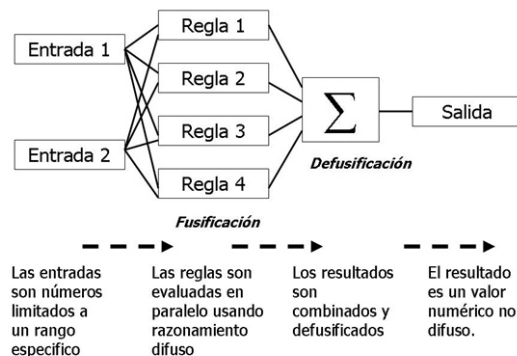 Entrada 1
Entrada 2
Regla 1
Regla 2
Regla 3
Regla 4
Σ
Salida
Defusificación
Fusificación
Las entradas
son números
limitados a
un rango
especifico
Las reglas son
evaluadas en
paralelo usando
razonamiento
difuso
Los resultados
son
combinados y
defusificados
El resultado
es un valor
numérico no
difuso.